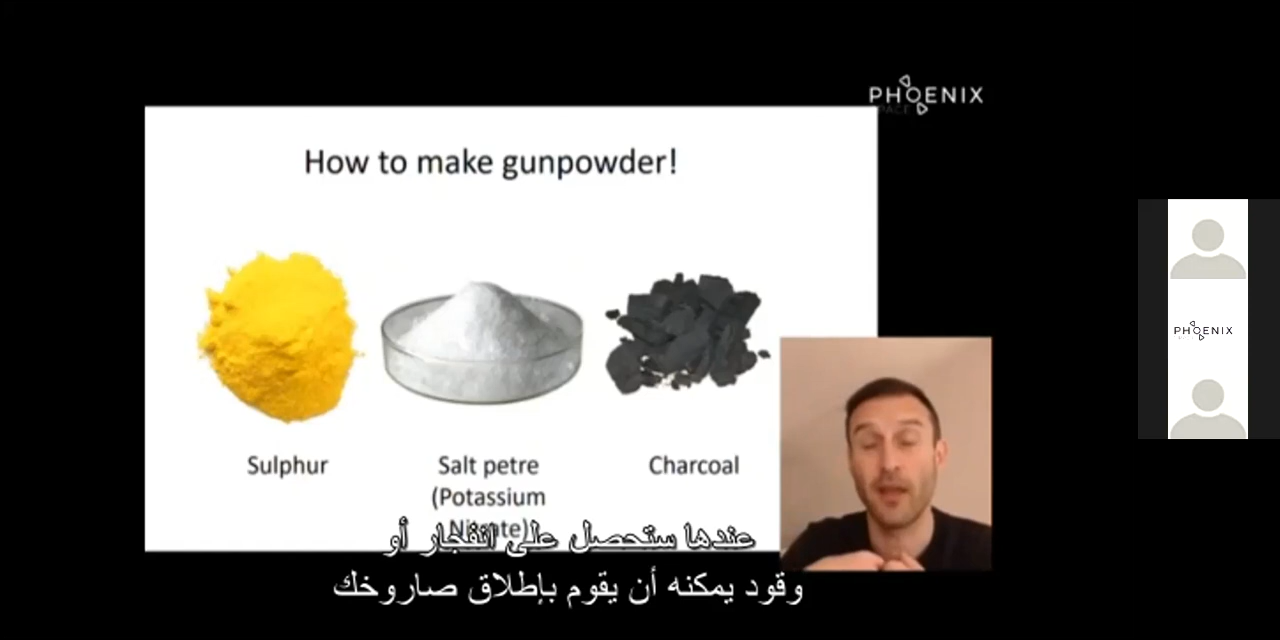 PHOENIX
PACE
How to make gunpowder!
PHOENIX
Sulphur
Salt petre
Charcoal
(Potassium
Nitrate)
عندها ستحصل على انفجار أو
وقود يمكنه أن يقوم بإطلاق صاروخك